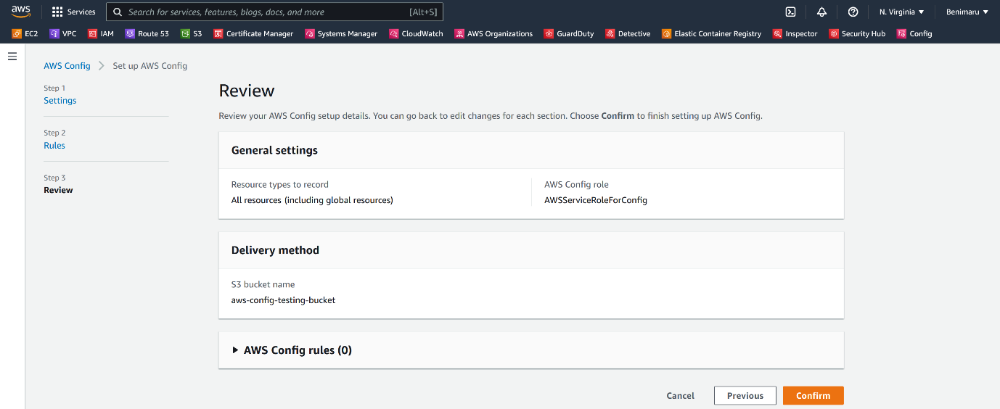 aws
Services
Search for services, features, blogs, docs, and more
[Alt+S]
N. Virginia
Benimaru
EC2 VPC IAM Route 53 S3 Certificate Manager Systems Manager CloudWatch AWS Organizations GuardDuty Detective Elastic Container Registry Inspector Security Hub Config
AWS Config
Set up AWS Config
Step 1
Settings
Step 2
Rules
Step 3
Review
Review
Review your AWS Config setup details. You can go back to edit changes for each section. Choose Confirm to finish setting up AWS Config.
General settings
Resource types to record
All resources (including global resources)
AWS Config role
AWSServiceRoleForConfig
Delivery method
S3 bucket name
aws-config-testing-bucket
AWS Config rules (0)
Cancel
Previous
Confirm